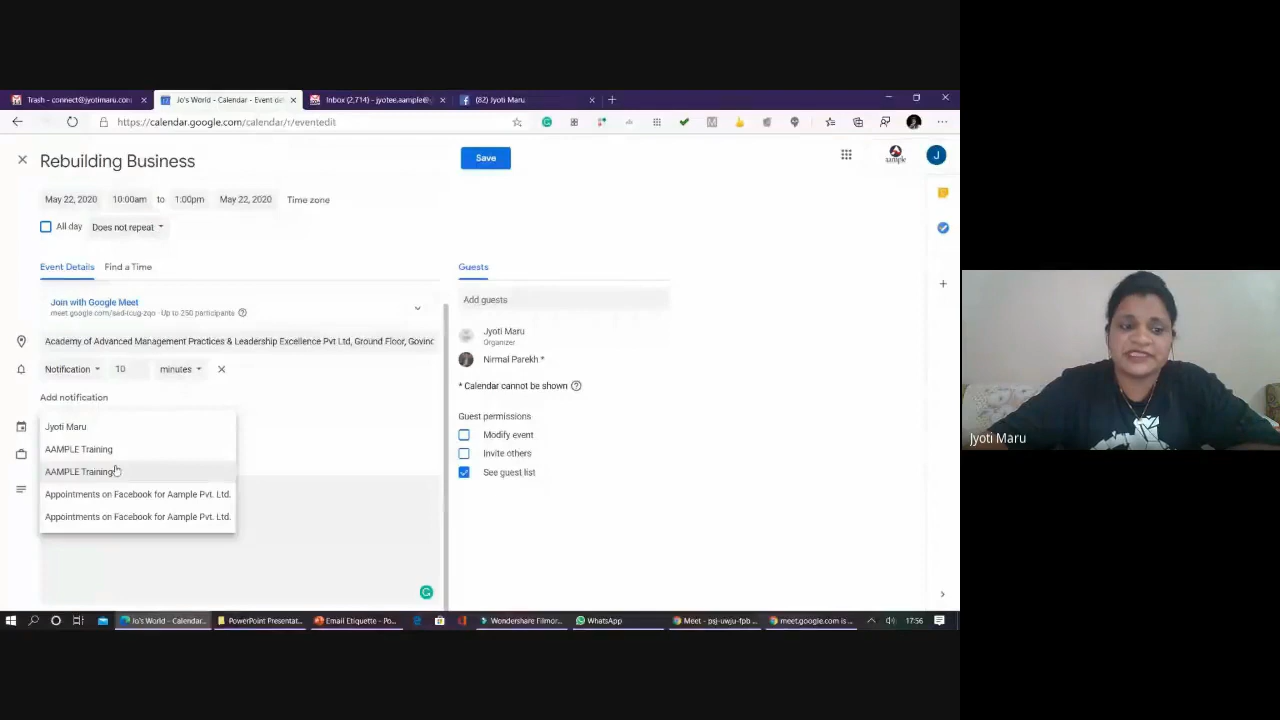 Trash - connect@jyotimaru.com
Jo's World - Calendar - Event de
Inbox (2,714) - jyotee.aample@
(82) Jyoti Maru
https://calendar.google.com/calendar/r/eventedit
Rebuilding Business
Save
aample
J
May 22, 2020 10:00am to 1:00pm May 22, 2020 Time zone
All day Does not repeat
Event Details Find a Time
Guests
Join with Google Meet
Up to 250 participants
Add guests
Jyoti Maru
Organizer
Academy of Advanced Management Practices & Leadership Excellence Pvt Ltd, Ground Floor, Govinc
Nirmal Parekh *
Notification 10 minutes
* Calendar cannot be shown
Add notification
Guest permissions
Jyoti Maru
Modify event
AAMPLE Training
Invite others
AAMPLE Training
See guest list
Appointments on Facebook for Aample Pvt. Ltd.
Appointments on Facebook for Aample Pvt. Ltd.
Jyoti Maru
Jo's World - Calendar...
PowerPoint Presentat...
Email Etiquette - Po...
Wondershare Filmor...
WhatsApp
Meet - psj-uwju-fpb ...
meet.google.com is ...
17:56